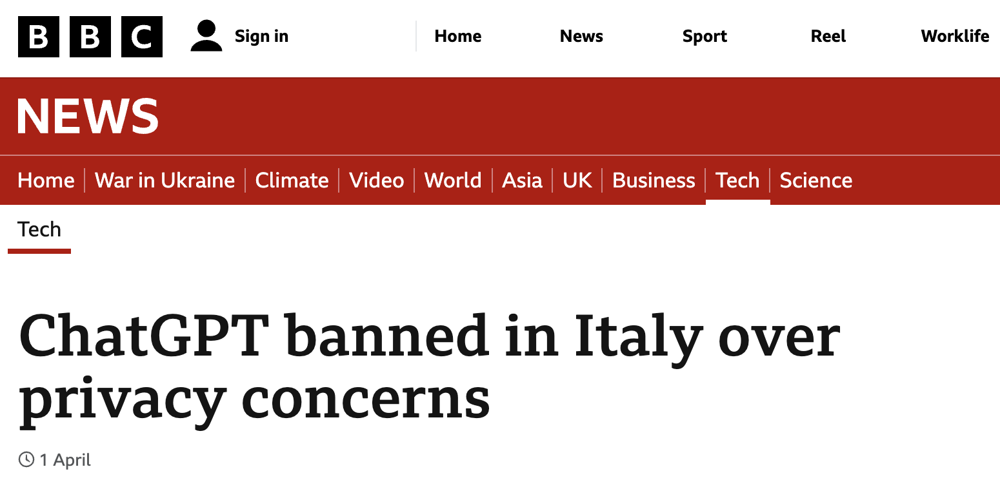 BBC Sign in Home News Sport Reel Worklife
NEWS
Home War in Ukraine Climate Video World Asia UK Business Tech Science
Tech
ChatGPT banned in Italy over
privacy concerns
1 April